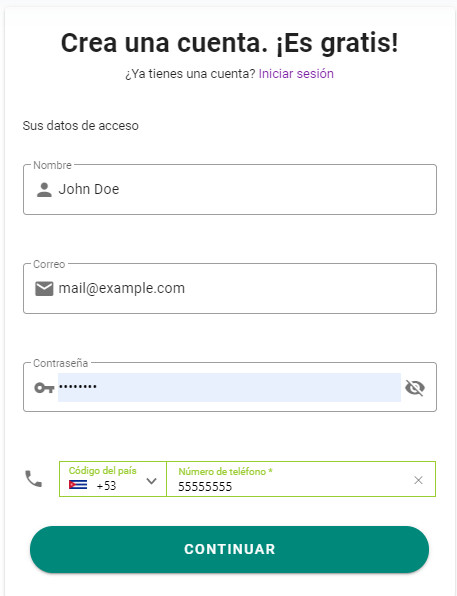 Crea una cuenta. ¡Es gratis!
¿Ya tienes una cuenta? Iniciar sesión
Sus datos de acceso
Nombre
John Doe
Correo
mail@example.com
Contraseña
••••••••
Código del país
+53
Número de teléfono *
55555555
CONTINUAR